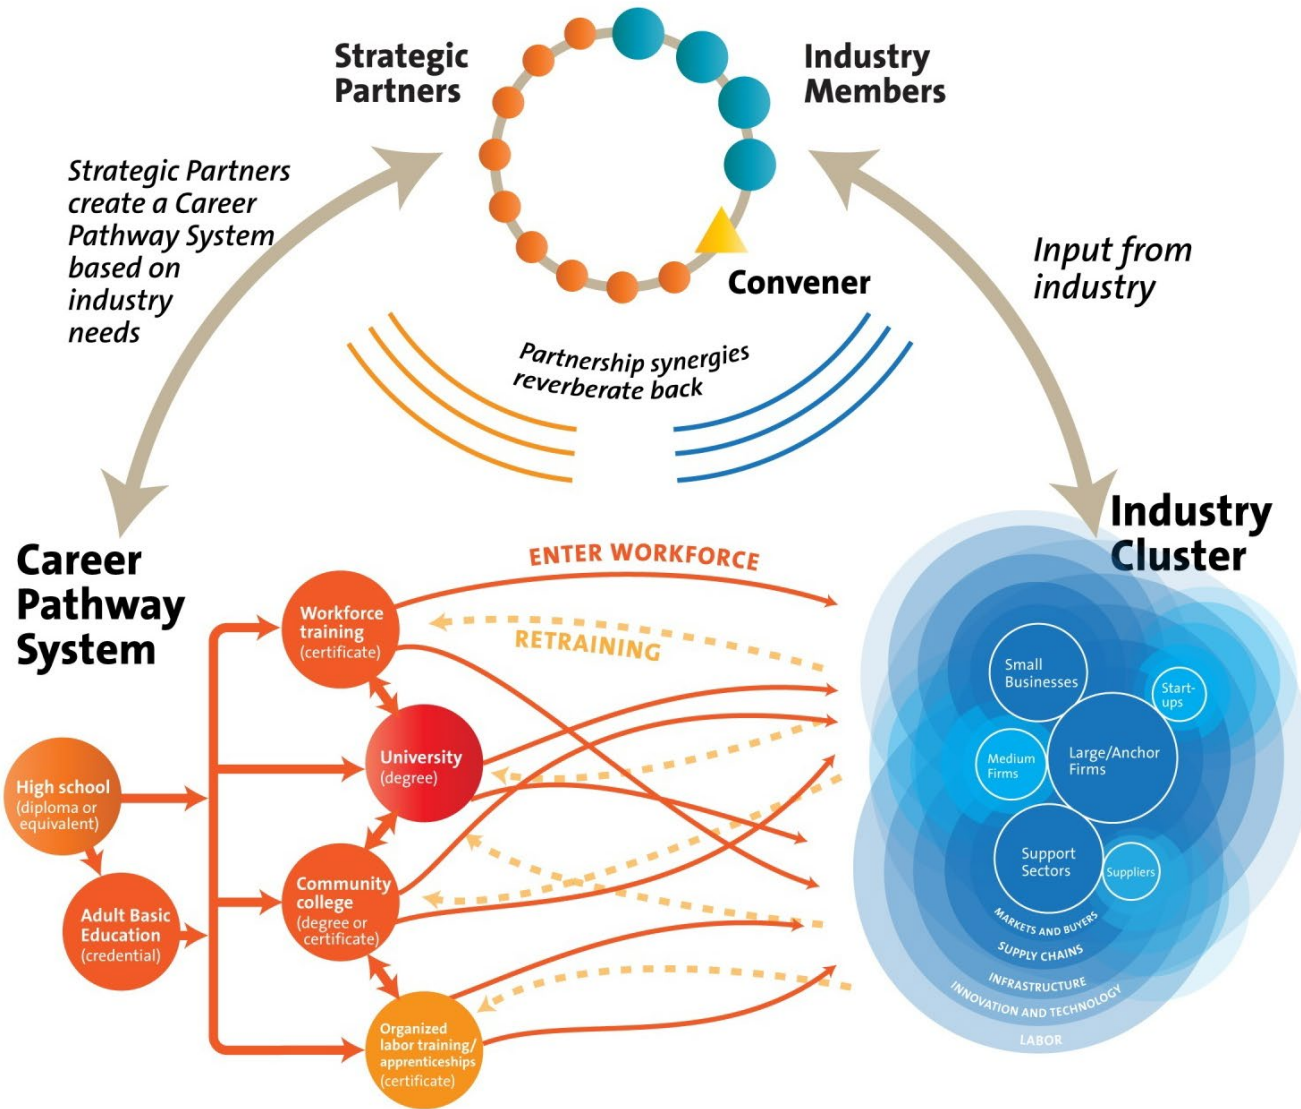 Strategic
Partners
Industry
Members
Strategic Partners
create a Career
Pathway System
based on
industry
needs
Convener
Input from
industry
Partnership synergies
reverberate back
Career
Pathway
System
Industry
Cluster
ENTER WORKFORCE
RETRAINING
Workforce
training
(certificate)
University
(degree)
High school
(diploma or
equivalent)
Community
college
(degree or
certificate)
Adult Basic
Education
(credential)
Organized
labor training/
apprenticeships
(certificate)
Small
Businesses
Start-
ups
Medium
Firms
Large/Anchor
Firms
Support
Sectors
Suppliers
MARKETS AND BUYERS
SUPPLY CHAINS
INFRASTRUCTURE
INNOVATION AND TECHNOLOGY
LABOR